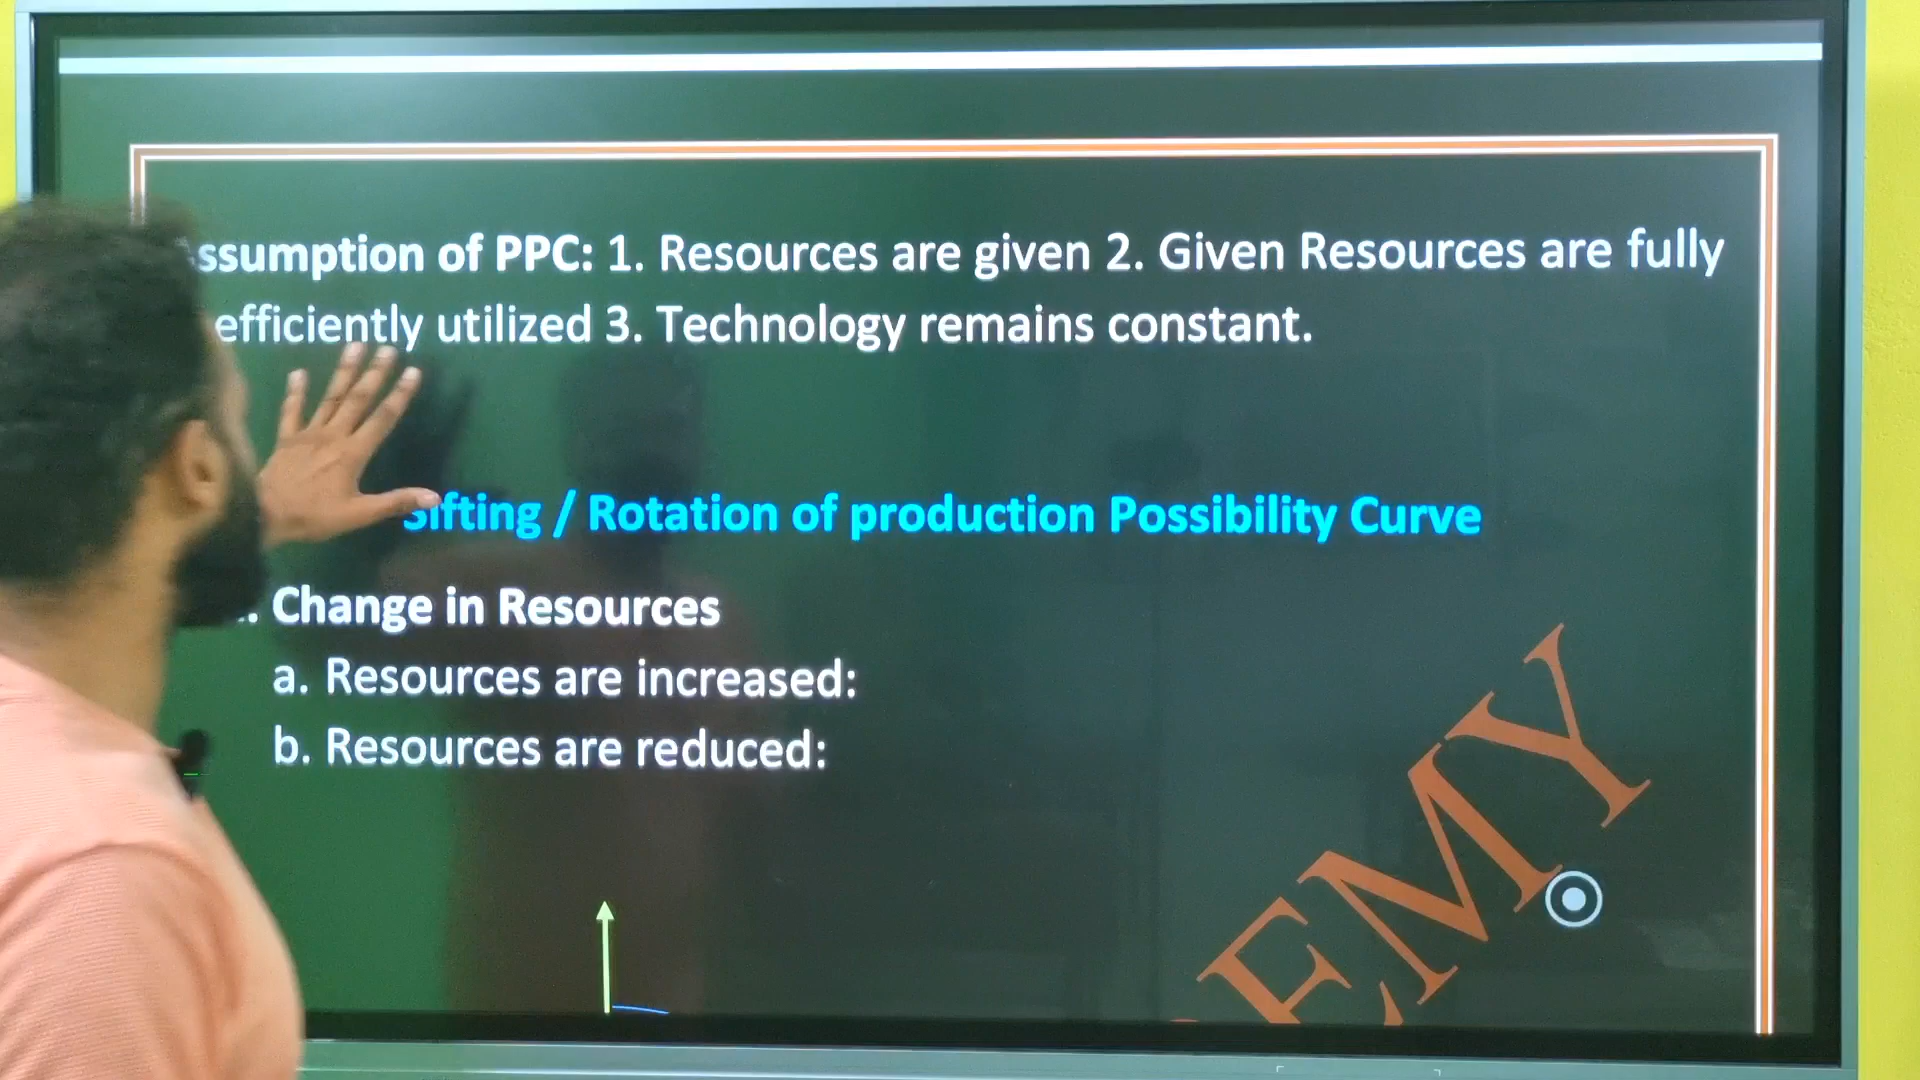 ssumption of PPC: 1. Resources are given 2. Given Resources are fully
efficiently utilized 3. Technology remains constant.
Sifting / Rotation of production Possibility Curve
. Change in Resources
a. Resources are increased:
b. Resources are reduced:
EMY